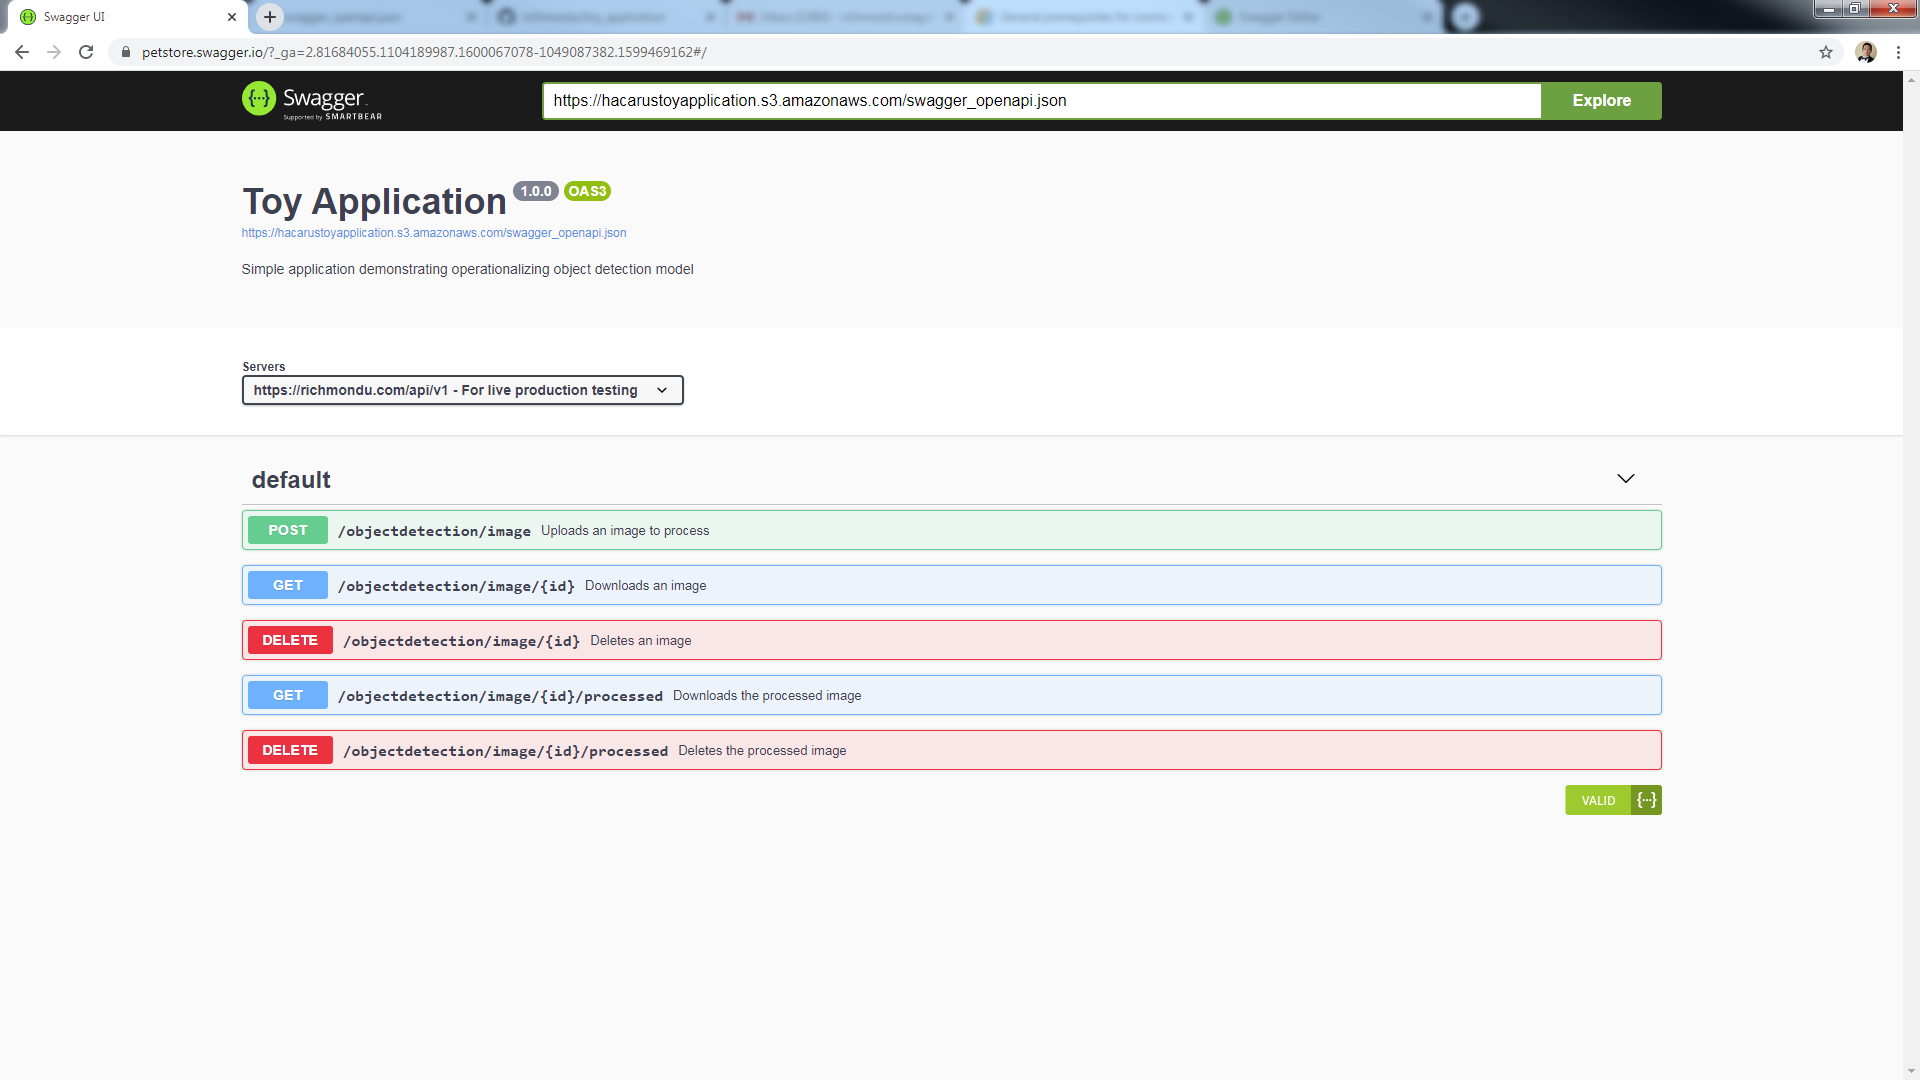 Swagger UI
petstore.swagger.io/?_ga=2.81684055.1104189987.1600067078-1049087382.1599469162#/
Swagger
Supported by SMARTBEAR
https://hacarustoyapplication.s3.amazonaws.com/swagger_openapi.json
Explore
Toy Application 1.0.0 OAS3
https://hacarustoyapplication.s3.amazonaws.com/swagger_openapi.json
Simple application demonstrating operationalizing object detection model
Servers
https://richmondu.com/api/v1 - For live production testing
default
POST /objectdetection/image Uploads an image to process
GET /objectdetection/image/{id} Downloads an image
DELETE /objectdetection/image/{id} Deletes an image
GET /objectdetection/image/{id}/processed Downloads the processed image
DELETE /objectdetection/image/{id}/processed Deletes the processed image
VALID {···}